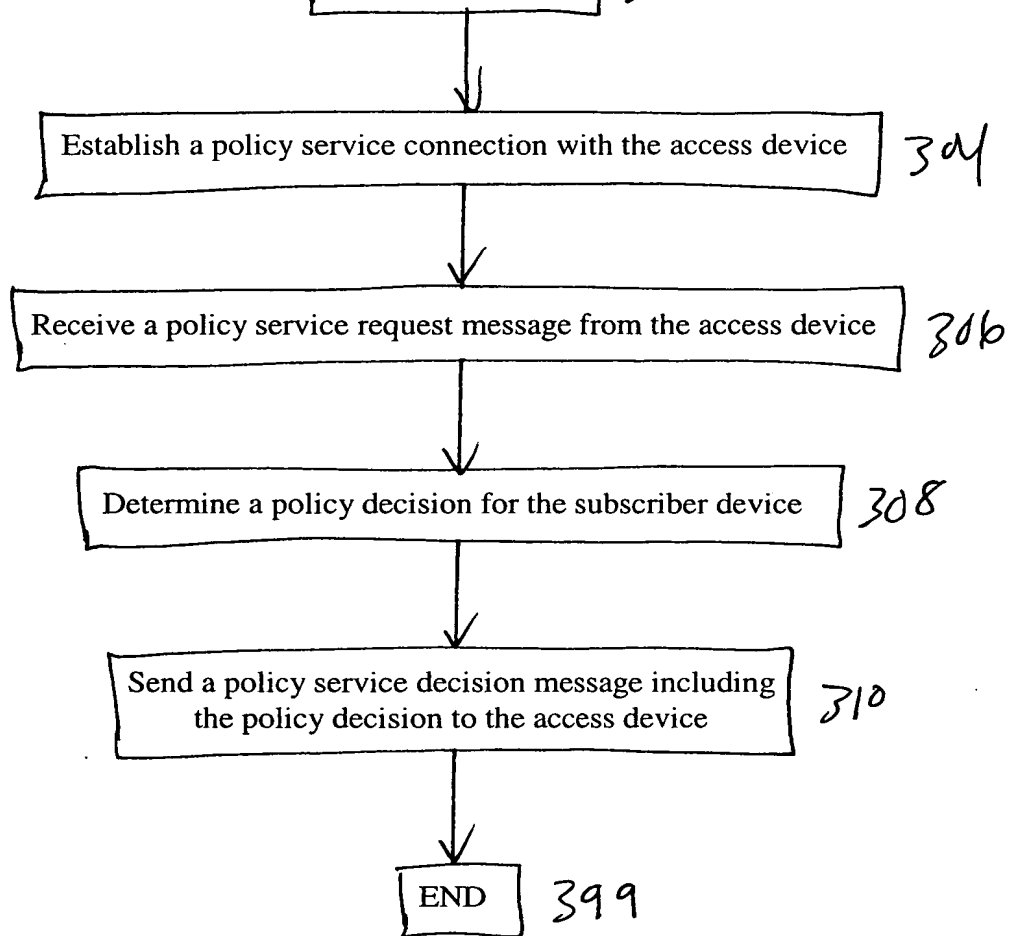 Establish a policy service connection with the access device
304
Receive a policy service request message from the access device
306
Determine a policy decision for the subscriber device
308
Send a policy service decision message including
the policy decision to the access device
310
END
399